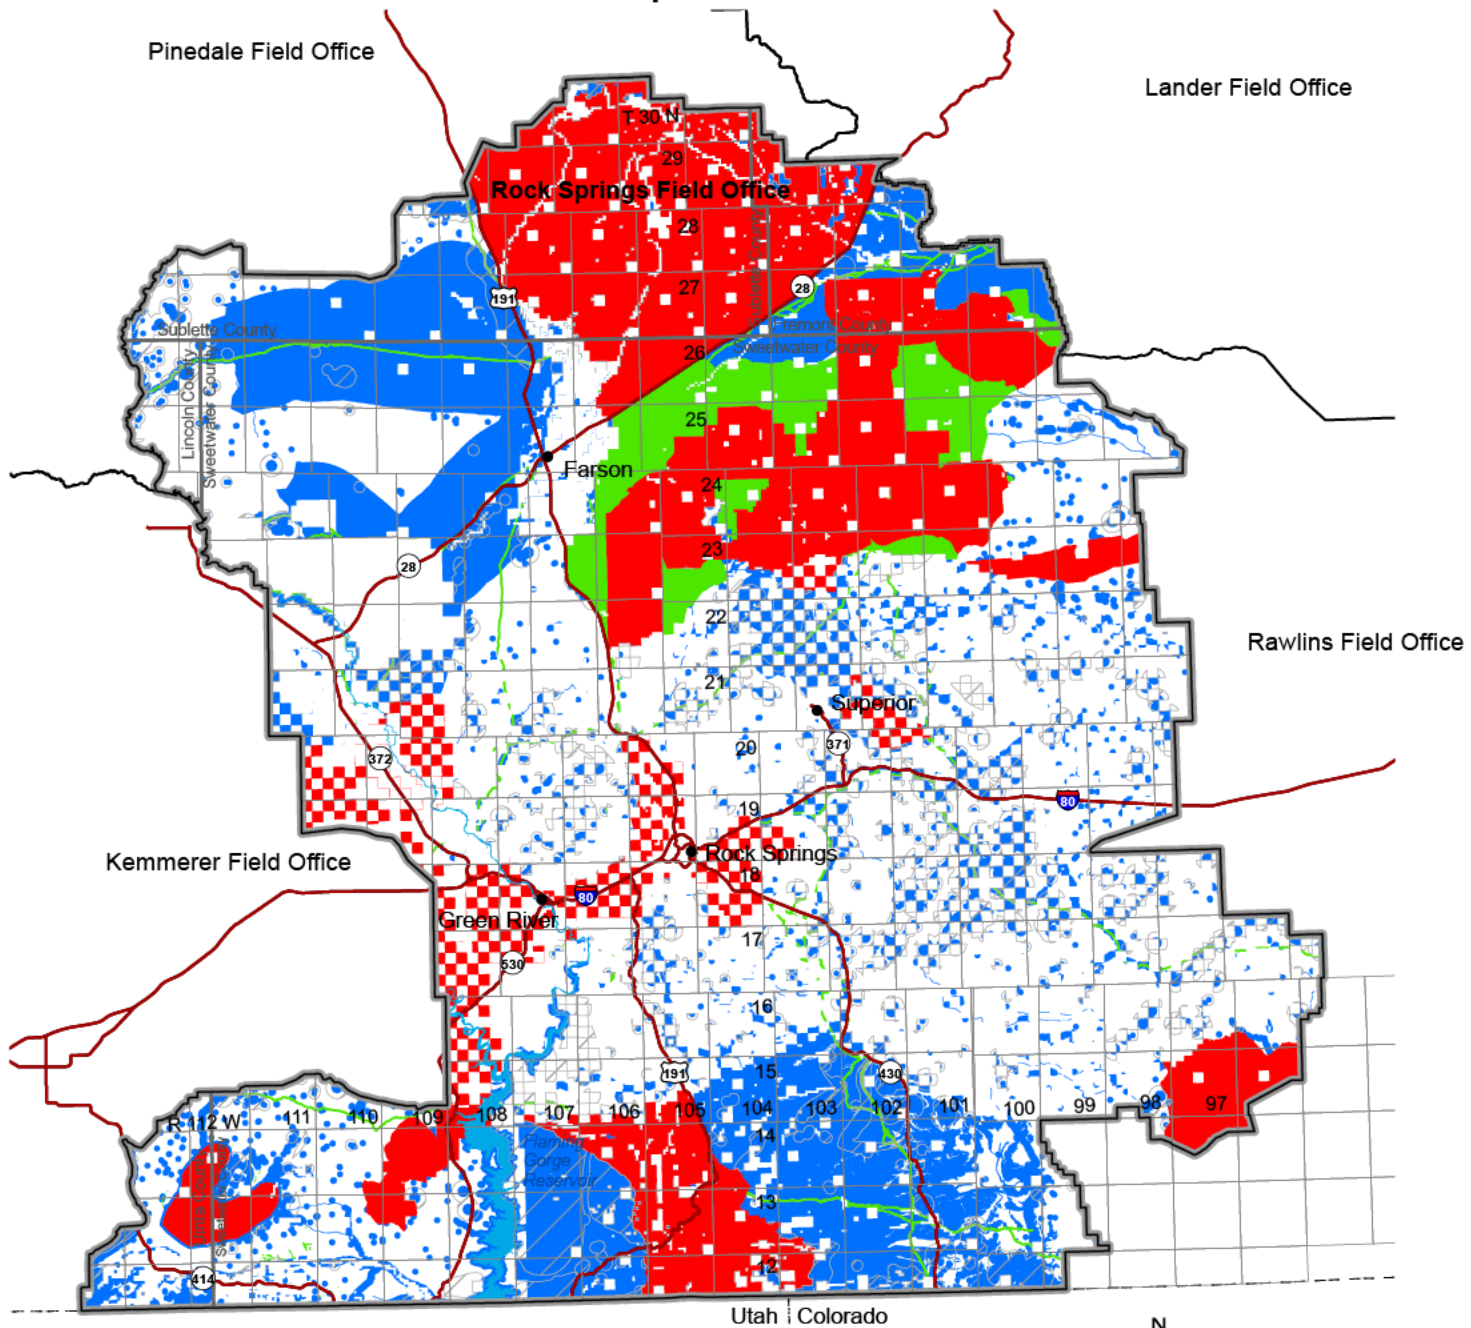 Pinedale Field Office
Lander Field Office
T 30 N
29
Rock Springs Field Office
28
27
191
28
Sublette County
Sublette County
Fremont County
Sweetwater County
26
Lincoln County
Sweetwater County
25
Farson
24
23
28
22
Rawlins Field Office
21
Superior
20
371
372
19
80
Rock Springs
Kemmerer Field Office
18
80
Green River
17
530
16
15
191
430
R 112 W
111
110
109
108
107
106
105
104
103
102
101
100
99
98
97
14
Flaming
Gorge
Reservoir
13
Uinta County
12
414
Utah
Colorado
N